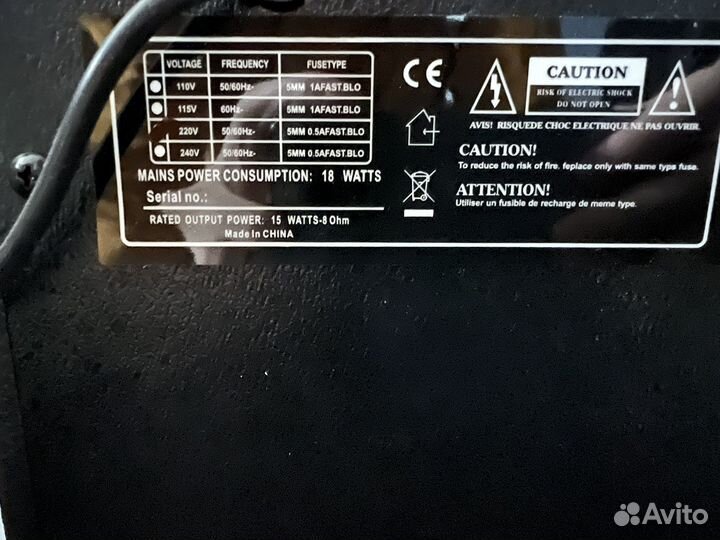 VOLTAGE FREQUENCY FUSETYPE
110V 50/60Hz- 5MM 1AFAST.BLO
115V 60Hz- 5MM 1AFAST.BLO
220V 50/60Hz- 5MM 0.5AFAST.BLO
240V 50/60Hz- 5MM 0.5AFAST.BLO
MAINS POWER CONSUMPTION: 18 WATTS
Serial no.:
RATED OUTPUT POWER: 15 WATTS-8 Ohm
Made In CHINA
CE
CAUTION
RISK OF ELECTRIC SHOCK
DO NOT OPEN
AVIS! RISQUEDE CHOC ELECTRIQUE NE PAS OUVRIR.
CAUTION!
To reduce the risk of fire. feplace only with same typs fuse.
ATTENTION!
Utiliser un fusible de recharge de meme type.
Avito